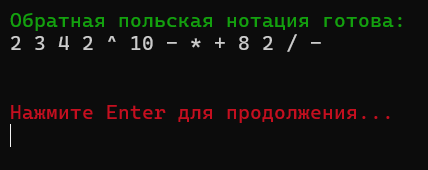 Обратная польская нотация готова:
2 3 4 2 ^ 10 - * + 8 2 / -
Нажмите Enter для продолжения...